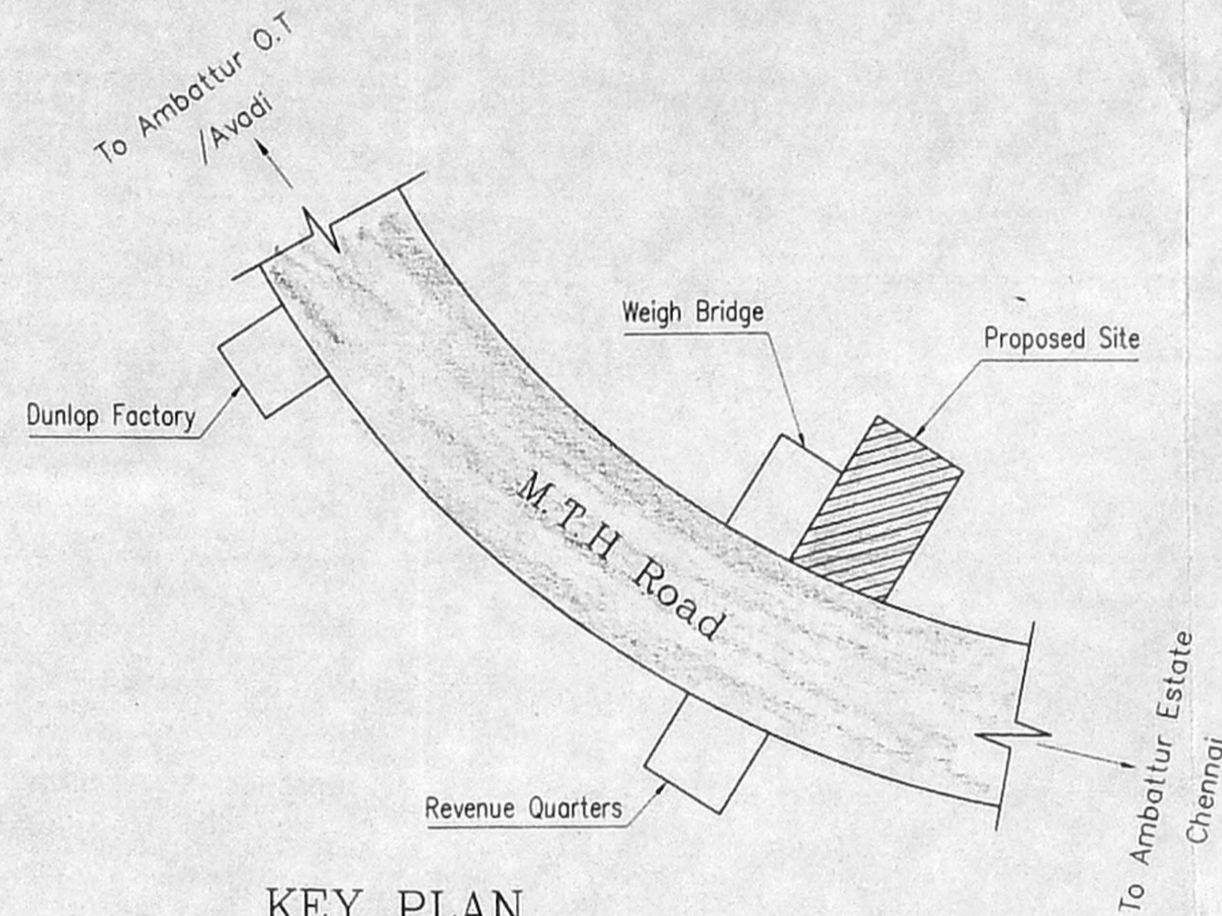 To Ambattur O.T
/Avadi
Weigh Bridge
Proposed Site
Dunlop Factory
M.T.H Road
Revenue Quarters
To Ambattur Estate
Chennai
KEY PLAN